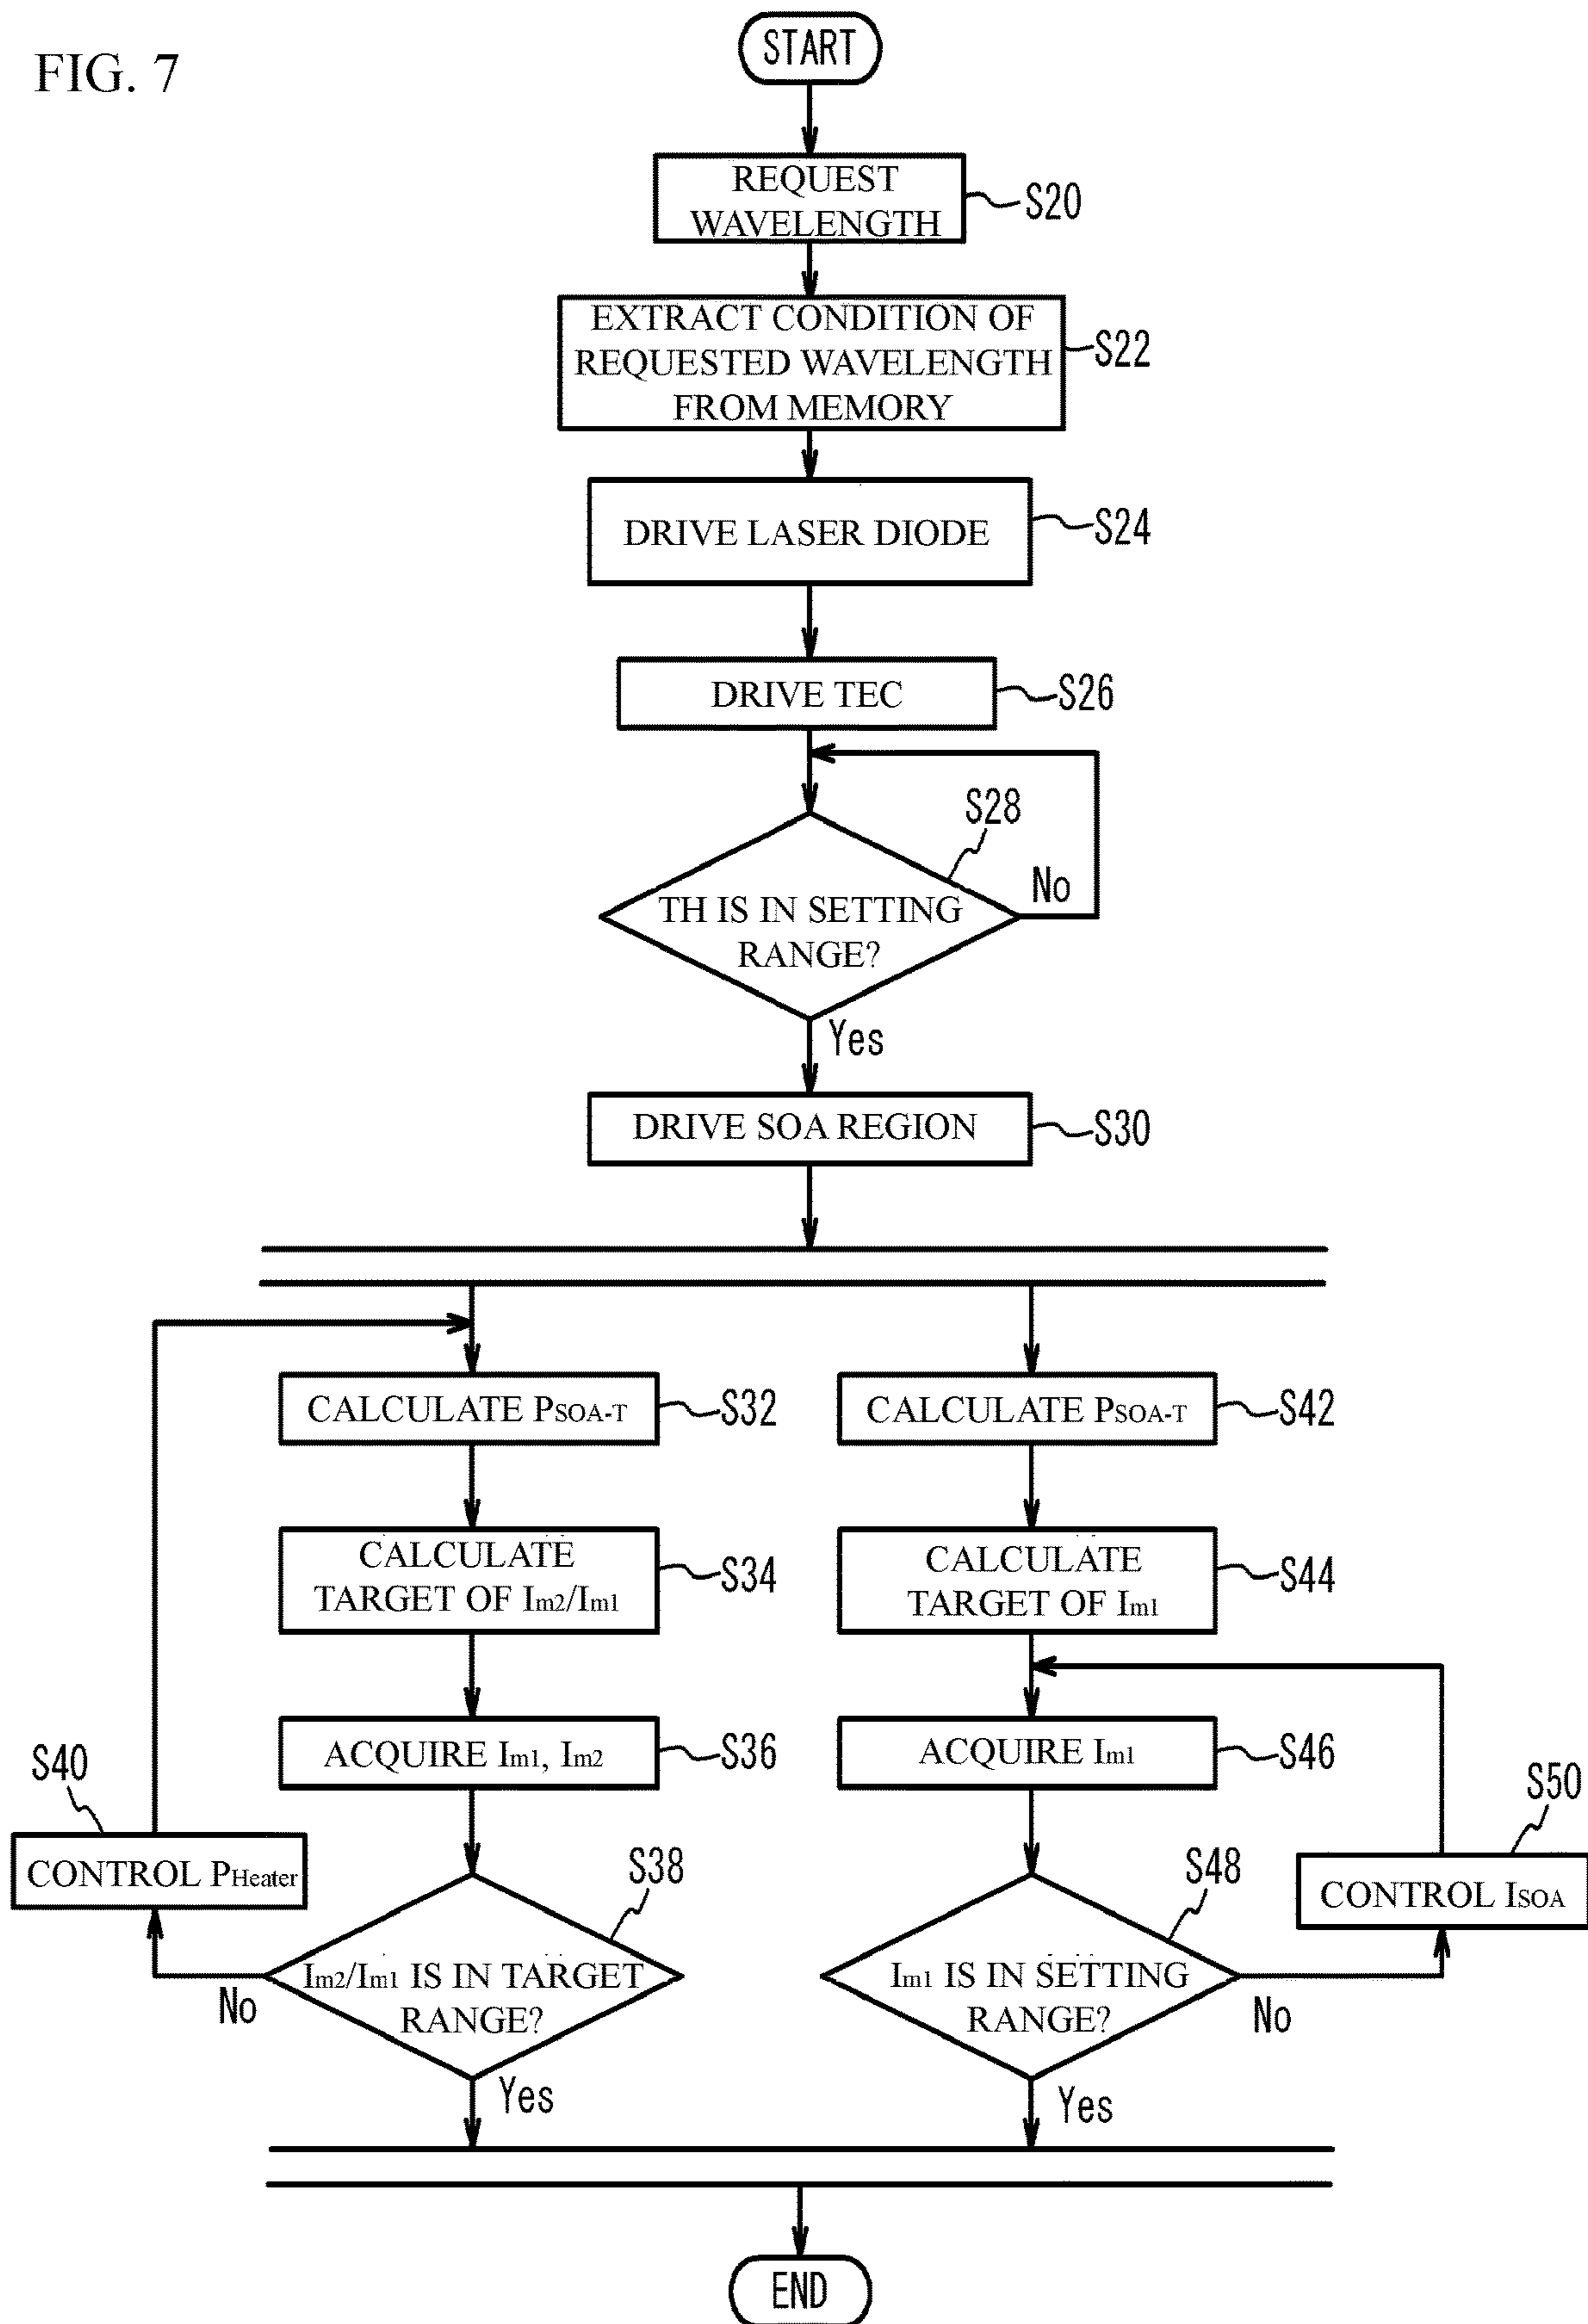 FIG. 7
START
REQUEST
WAVELENGTH
S20
EXTRACT CONDITION OF
REQUESTED WAVELENGTH
FROM MEMORY
S22
DRIVE LASER DIODE
S24
DRIVE TEC
S26
S28
TH IS IN SETTING
RANGE?
No
Yes
DRIVE SOA REGION
S30
CALCULATE PSOA-T
S32
CALCULATE
TARGET OF Im2/Im1
S34
ACQUIRE Im1, Im2
S36
S40
CONTROL PHeater
S38
Im2/Im1 IS IN TARGET
RANGE?
No
Yes
CALCULATE PSOA-T
S42
CALCULATE
TARGET OF Im1
S44
ACQUIRE Im1
S46
S50
CONTROL ISOA
S48
Im1 IS IN SETTING
RANGE?
No
Yes
END